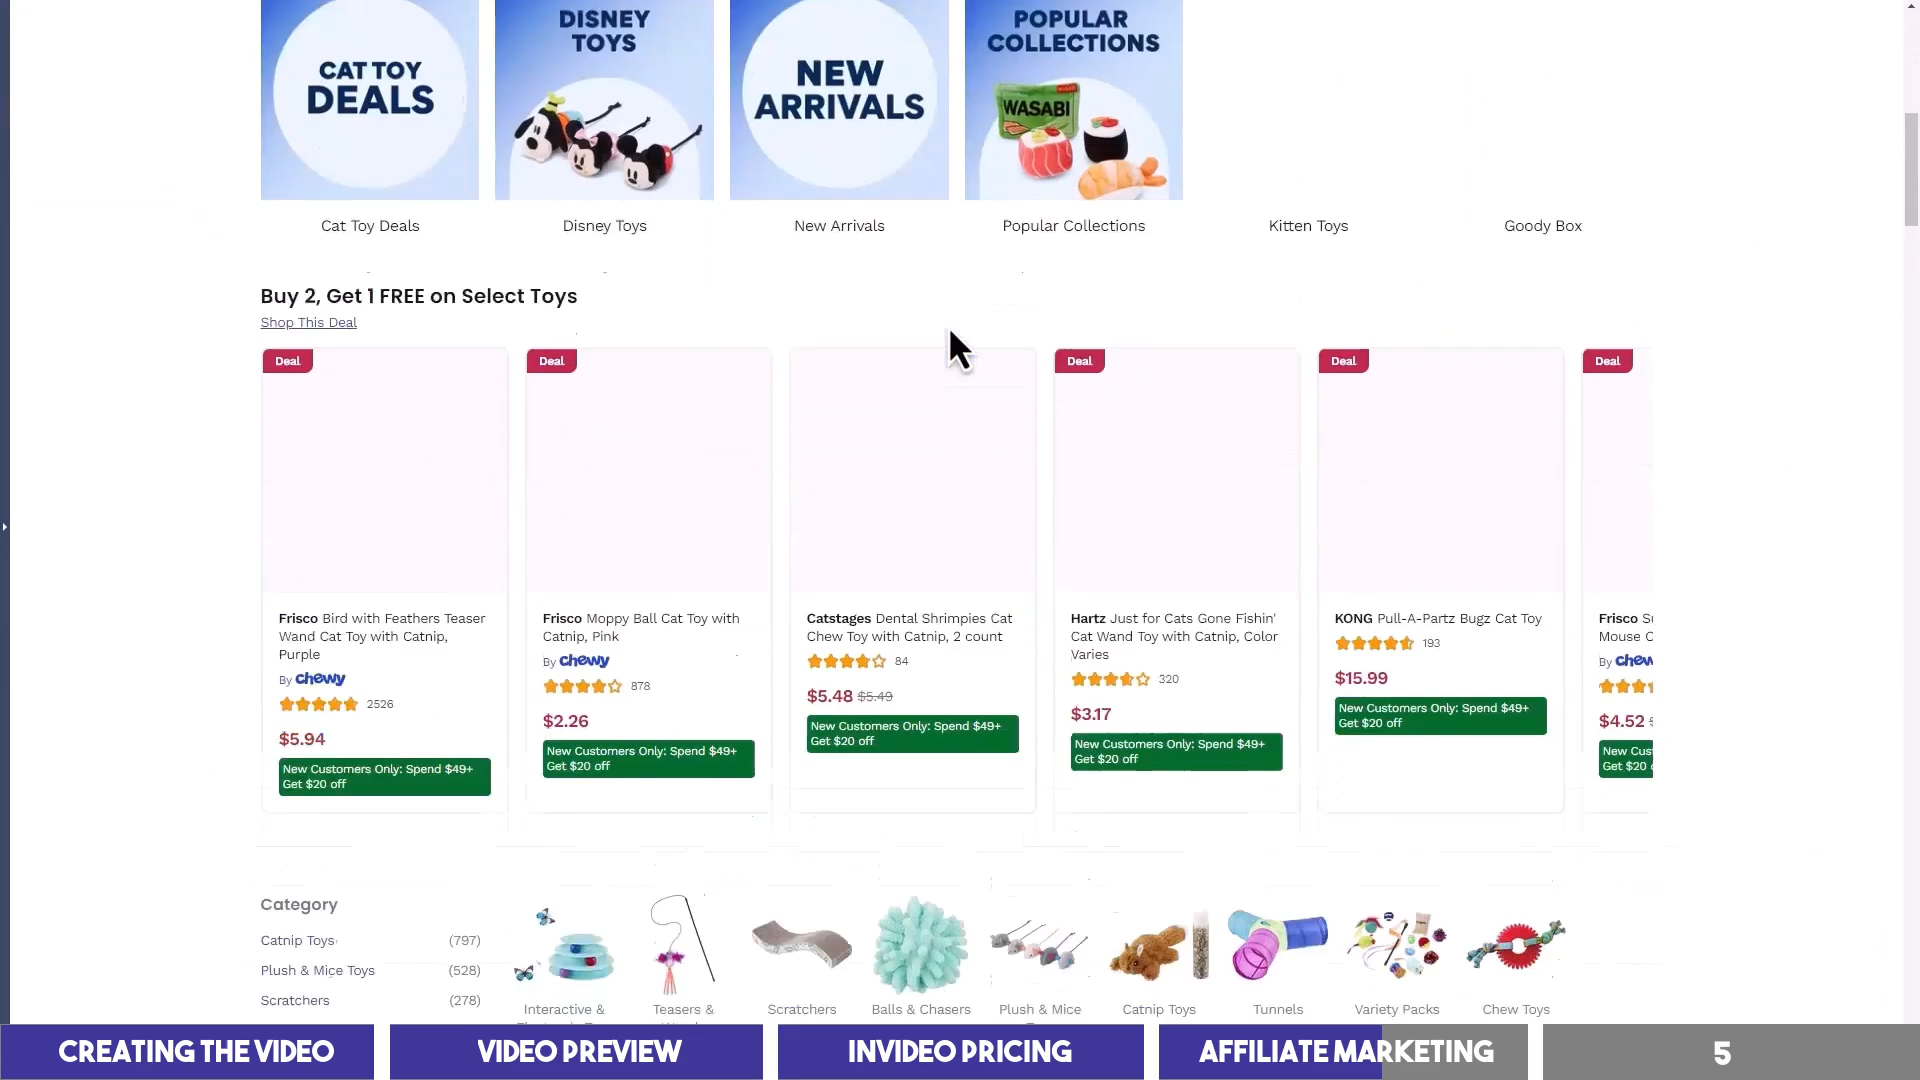 CAT TOY
DEALS
DISNEY
TOYS
NEW
ARRIVALS
POPULAR
COLLECTIONS
WASABI
Cat Toy Deals
Disney Toys
New Arrivals
Popular Collections
Kitten Toys
Goody Box
Buy 2, Get 1 FREE on Select Toys
Shop This Deal
Deal
Frisco Bird with Feathers Teaser
Wand Cat Toy with Catnip,
Purple
By chewy
2526
$5.94
New Customers Only: Spend $49+
Get $20 off
Deal
Frisco Moppy Ball Cat Toy with
Catnip, Pink
By chewy
878
$2.26
New Customers Only: Spend $49+
Get $20 off
Catstages Dental Shrimpies Cat
Chew Toy with Catnip, 2 count
84
$5.48 $5.49
New Customers Only: Spend $49+
Get $20 off
Deal
Hartz Just for Cats Gone Fishin'
Cat Wand Toy with Catnip, Color
Varies
320
$3.17
New Customers Only: Spend $49+
Get $20 off
Deal
KONG Pull-A-Partz Bugz Cat Toy
193
$15.99
New Customers Only: Spend $49+
Get $20 off
Deal
Frisco
Mouse
By
$4.52
New
Get $20
Category
Catnip Toys (797)
Plush & Mice Toys (528)
Scratchers (278)
Interactive &
Teasers &
Scratchers
Balls & Chasers
Plush & Mice
Catnip Toys
Tunnels
Variety Packs
Chew Toys
CREATING THE VIDEO
VIDEO PREVIEW
INVIDEO PRICING
AFFILIATE MARKETING
5